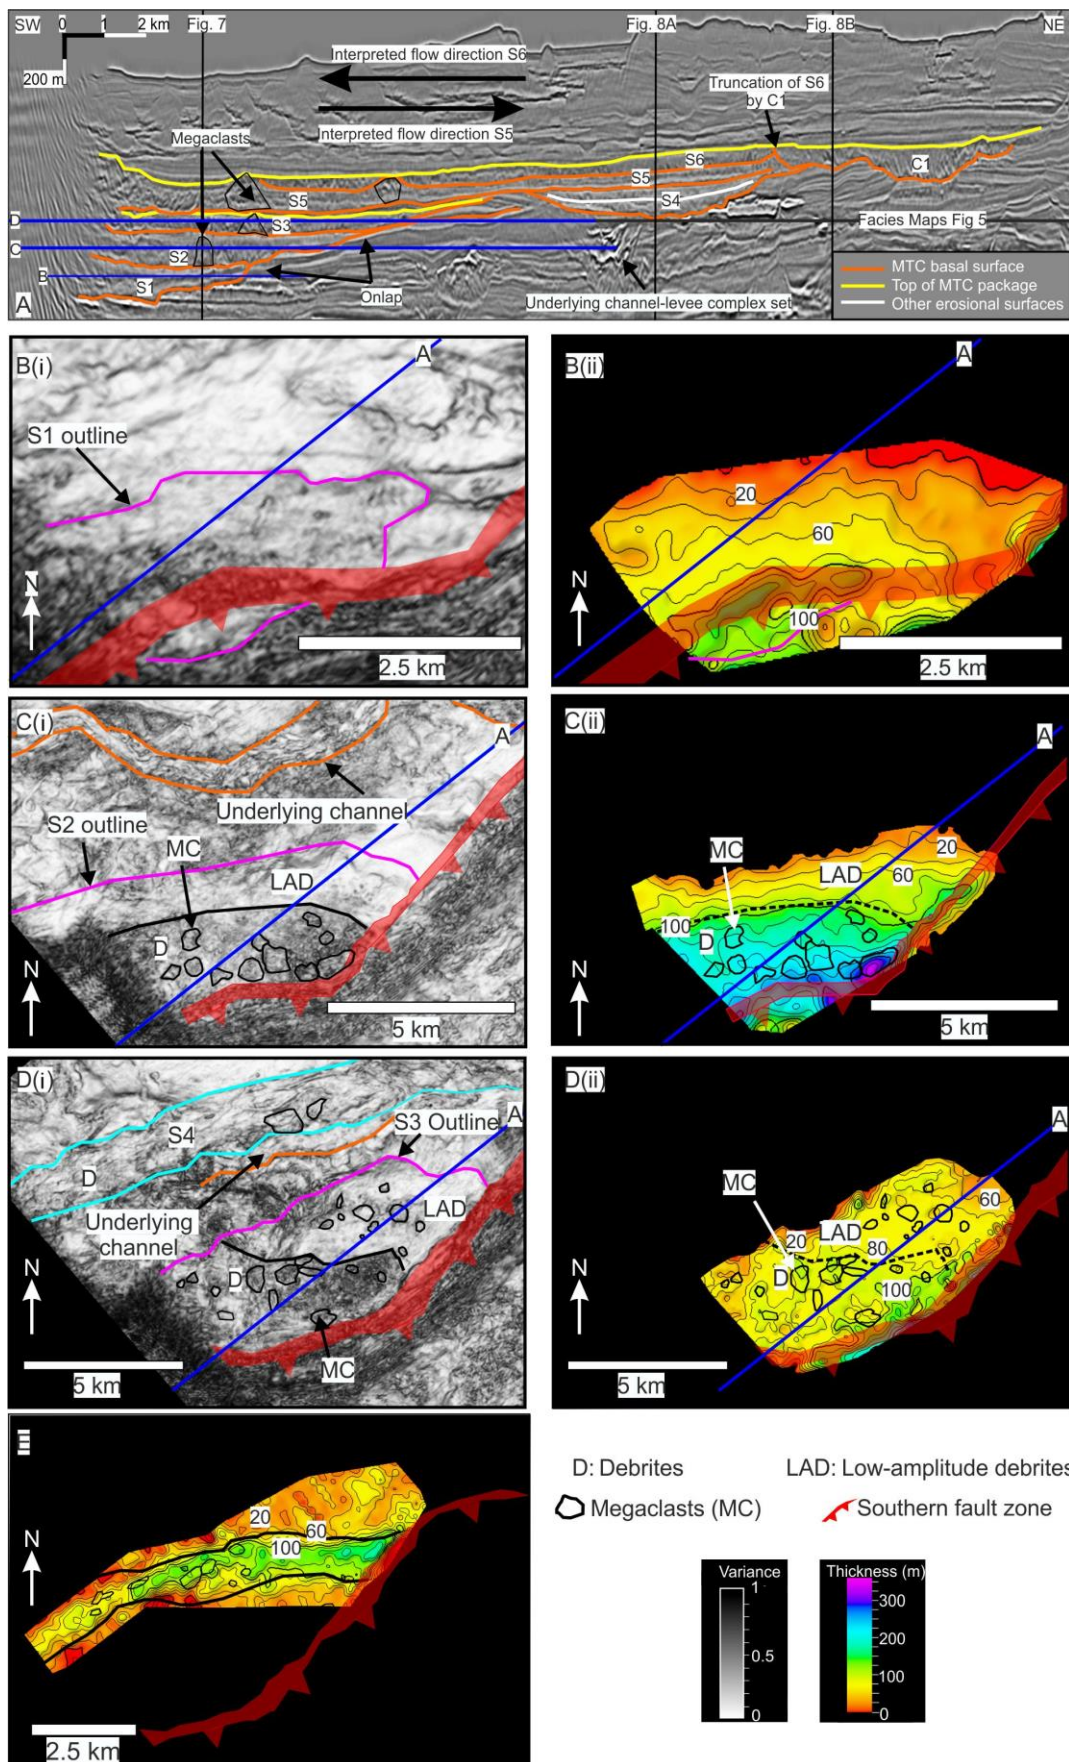 SW 0 1 2 km Fig. 7 Fig. 8A Fig. 8B NE
200 m
Interpreted flow direction S6
Interpreted flow direction S5
Truncation of S6
by C1
Megaclasts
S6
S5
C1
S5
S4
S3
D
Facies Maps Fig 5
S2
C
B
S1
Onlap
Underlying channel-levee complex set
A
MTC basal surface
Top of MTC package
Other erosional surfaces
B(i)
A
S1 outline
N
2.5 km
B(ii)
A
20
60
100
N
2.5 km
C(i)
A
Underlying channel
S2 outline
MC
LAD
D
N
5 km
C(ii)
A
MC
20
LAD
60
100
D
N
5 km
D(i)
A
S3 Outline
S4
D
LAD
Underlying
channel
D
N
MC
5 km
D(ii)
A
MC
60
20
LAD
80
D
100
N
5 km
20
60
100
N
2.5 km
D: Debrites
LAD: Low-amplitude debrites
Megaclasts (MC)
Southern fault zone
Variance
1
0.5
0
Thickness (m)
300
200
100
0